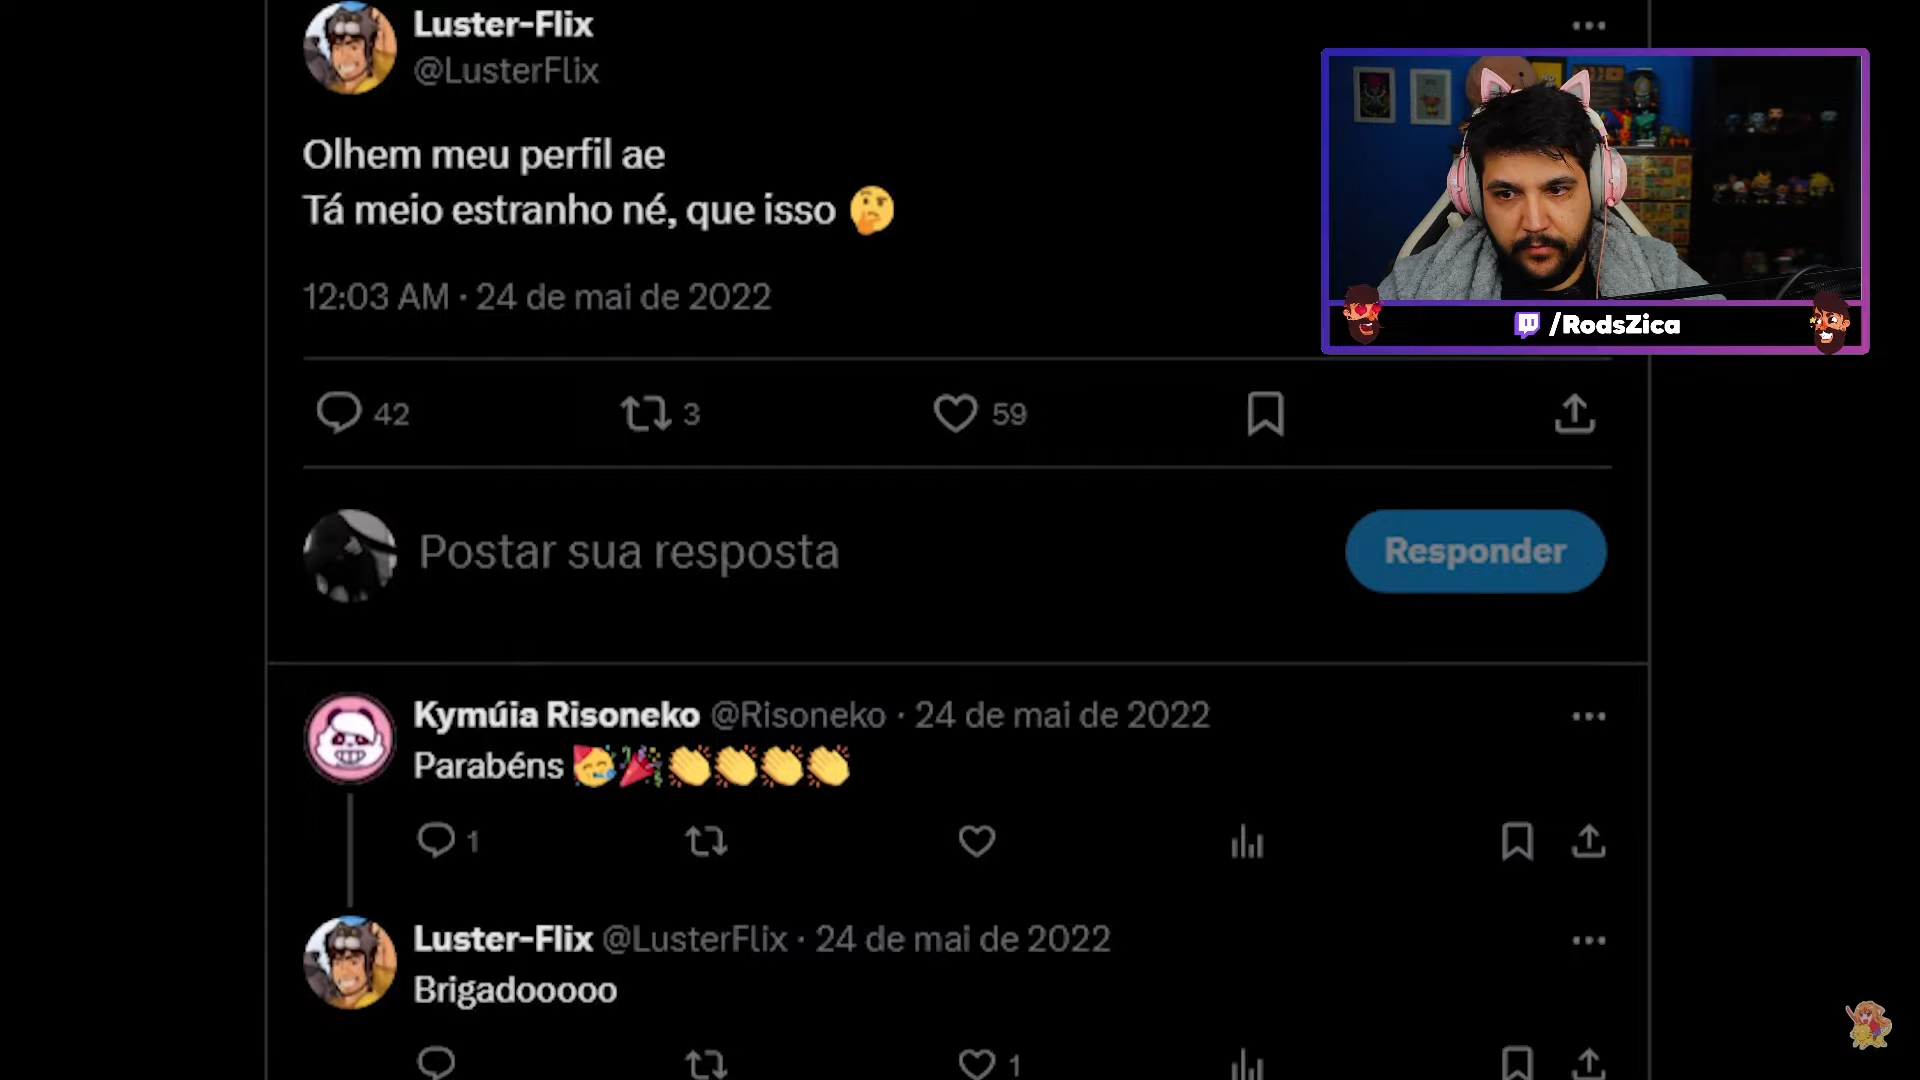 Luster-Flix
@LusterFlix
Olhem meu perfil ae
Tá meio estranho né, que isso 🤔
12:03 AM · 24 de mai de 2022
/RodsZica
42 3 59
Postar sua resposta
Responder
Kymúia Risoneko @Risoneko · 24 de mai de 2022
Parabéns 🥳🎉👏👏👏👏
1
Luster-Flix @LusterFlix · 24 de mai de 2022
Brigadooooo
1